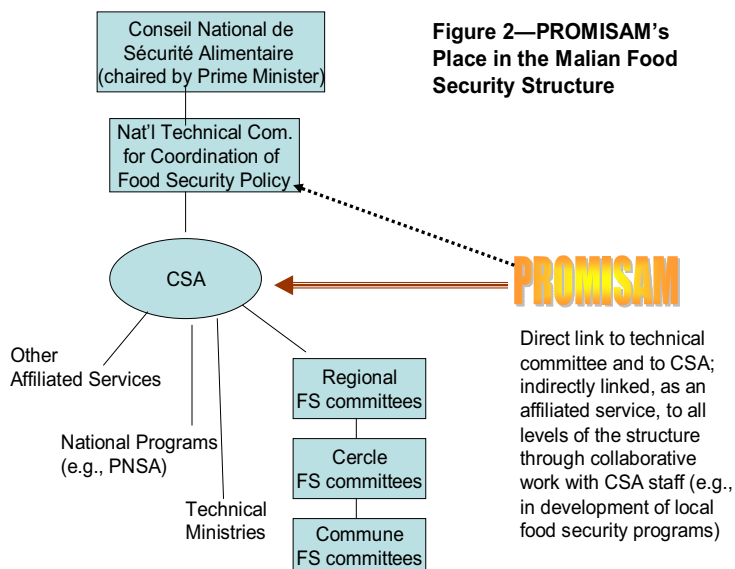 Conseil National de
Sécurité Alimentaire
(chaired by Prime Minister)
Figure 2—PROMISAM's
Place in the Malian Food
Security Structure
Nat'l Technical Com.
for Coordination of
Food Security Policy
CSA
PROMISAM
Direct link to technical
committee and to CSA;
indirectly linked, as an
affiliated service, to all
levels of the structure
through collaborative
work with CSA staff (e.g.,
in development of local
food security programs)
Other
Affiliated Services
National Programs
(e.g., PNSA)
Technical
Ministries
Regional
FS committees
Cercle
FS committees
Commune
FS committees